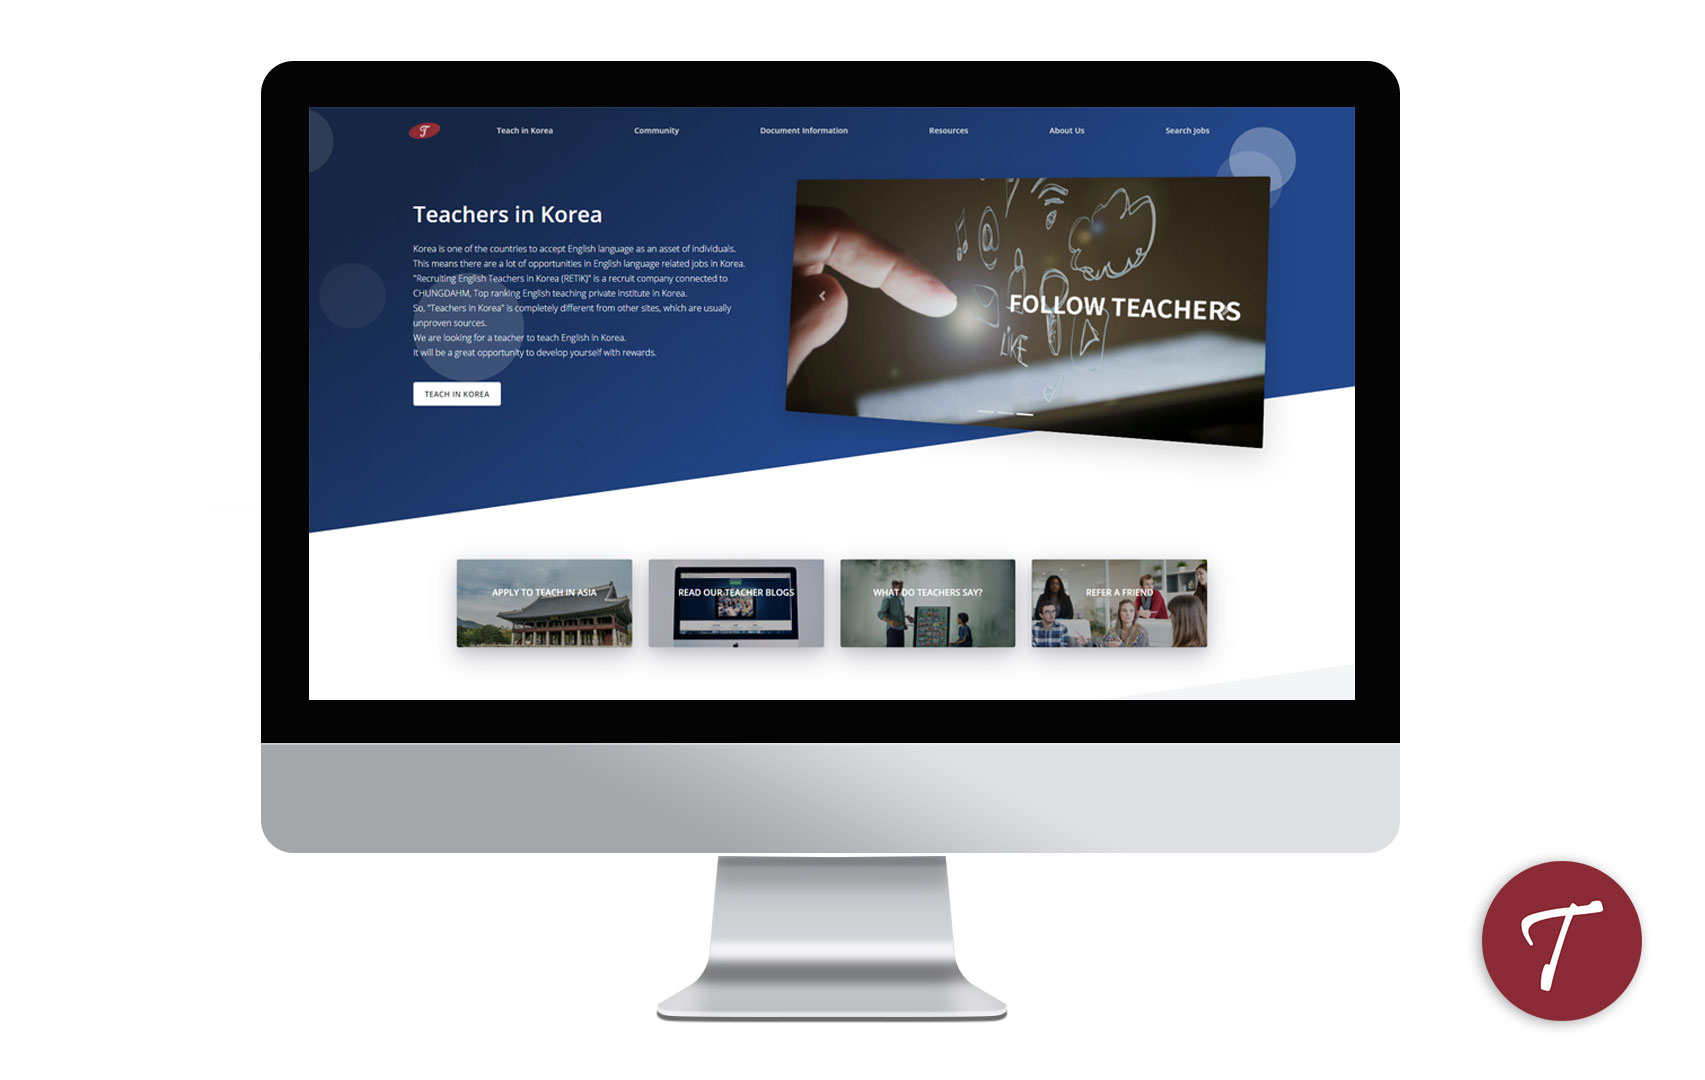 T
Teach in Korea
Community
Document Information
Resources
About Us
Search Jobs
Teachers in Korea
Korea is one of the countries to accept English language as an asset of individuals.
This means there are a lot of opportunities in English language related jobs in Korea.
"Recruiting English Teachers in Korea (RETIK)" is a recruit company connected to
CHUNGDAHM, Top ranking English teaching private institute in Korea.
So, "Teachers in Korea" is completely different from other sites, which are usually
unproven sources.
We are looking for a teacher to teach English in Korea.
It will be a great opportunity to develop yourself with rewards.
TEACH IN KOREA
@
FOLLOW TEACHERS
LIKE
APPLY TO TEACH IN ASIA
READ OUR TEACHER BLOGS
WHAT DO TEACHERS SAY?
REFER A FRIEND
T